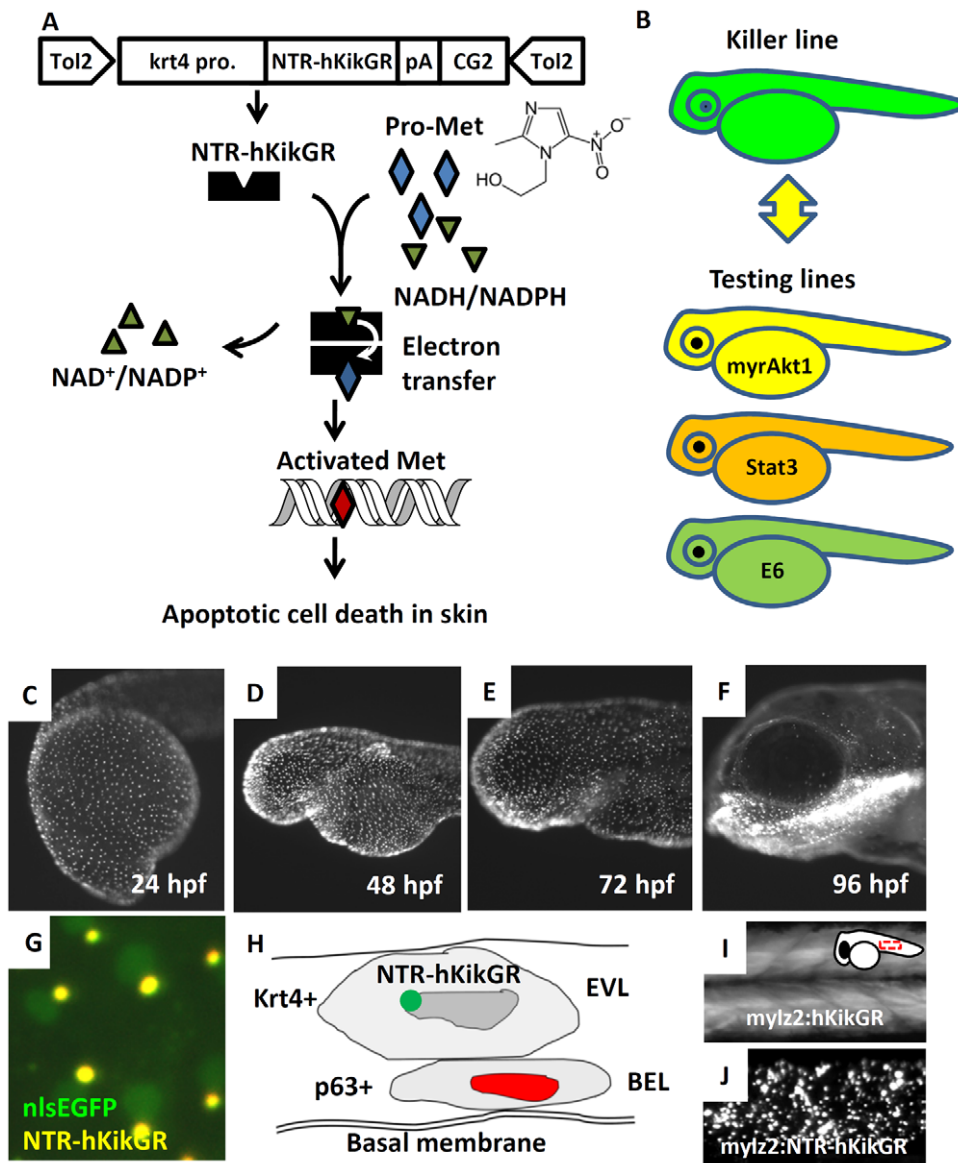 A
Tol2 krt4 pro. NTR-hKikGR pA CG2 Tol2
NTR-hKikGR
Pro-Met
N
N
N⁺
O⁻
O
HO
NADH/NADPH
NAD⁺/NADP⁺
Electron
transfer
Activated Met
Apoptotic cell death in skin
B
Killer line
Testing lines
myrAkt1
Stat3
E6
C
24 hpf
D
48 hpf
E
72 hpf
F
96 hpf
G
nlsEGFP
NTR-hKikGR
H
NTR-hKikGR
Krt4+
EVL
p63+
BEL
Basal membrane
I
mylz2:hKikGR
J
mylz2:NTR-hKikGR